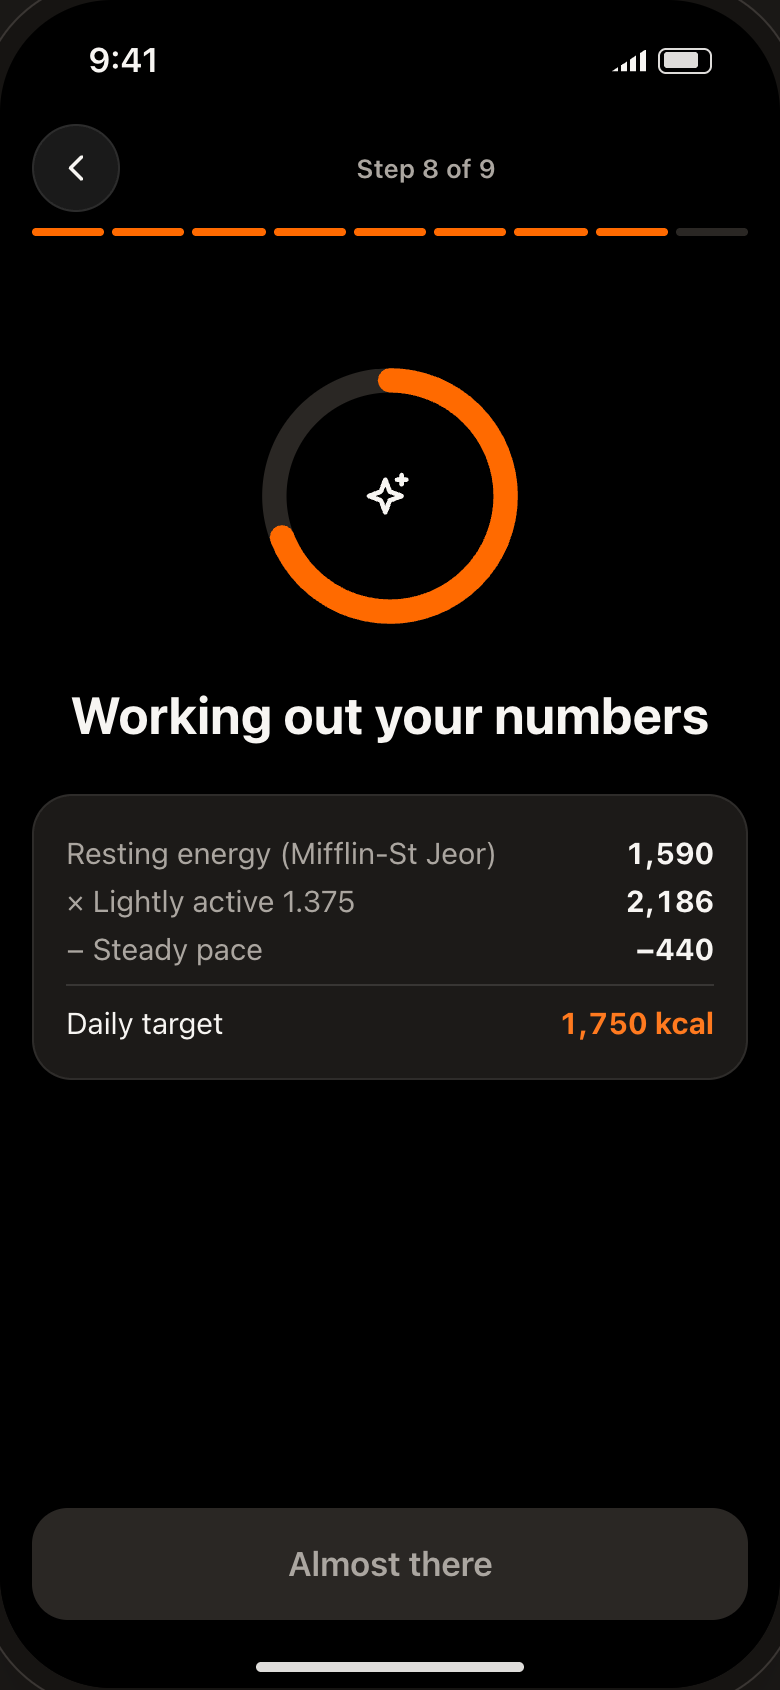 9:41
Step 8 of 9
Working out your numbers
Resting energy (Mifflin-St Jeor) 1,590
× Lightly active 1.375 2,186
– Steady pace –440
Daily target 1,750 kcal
Almost there